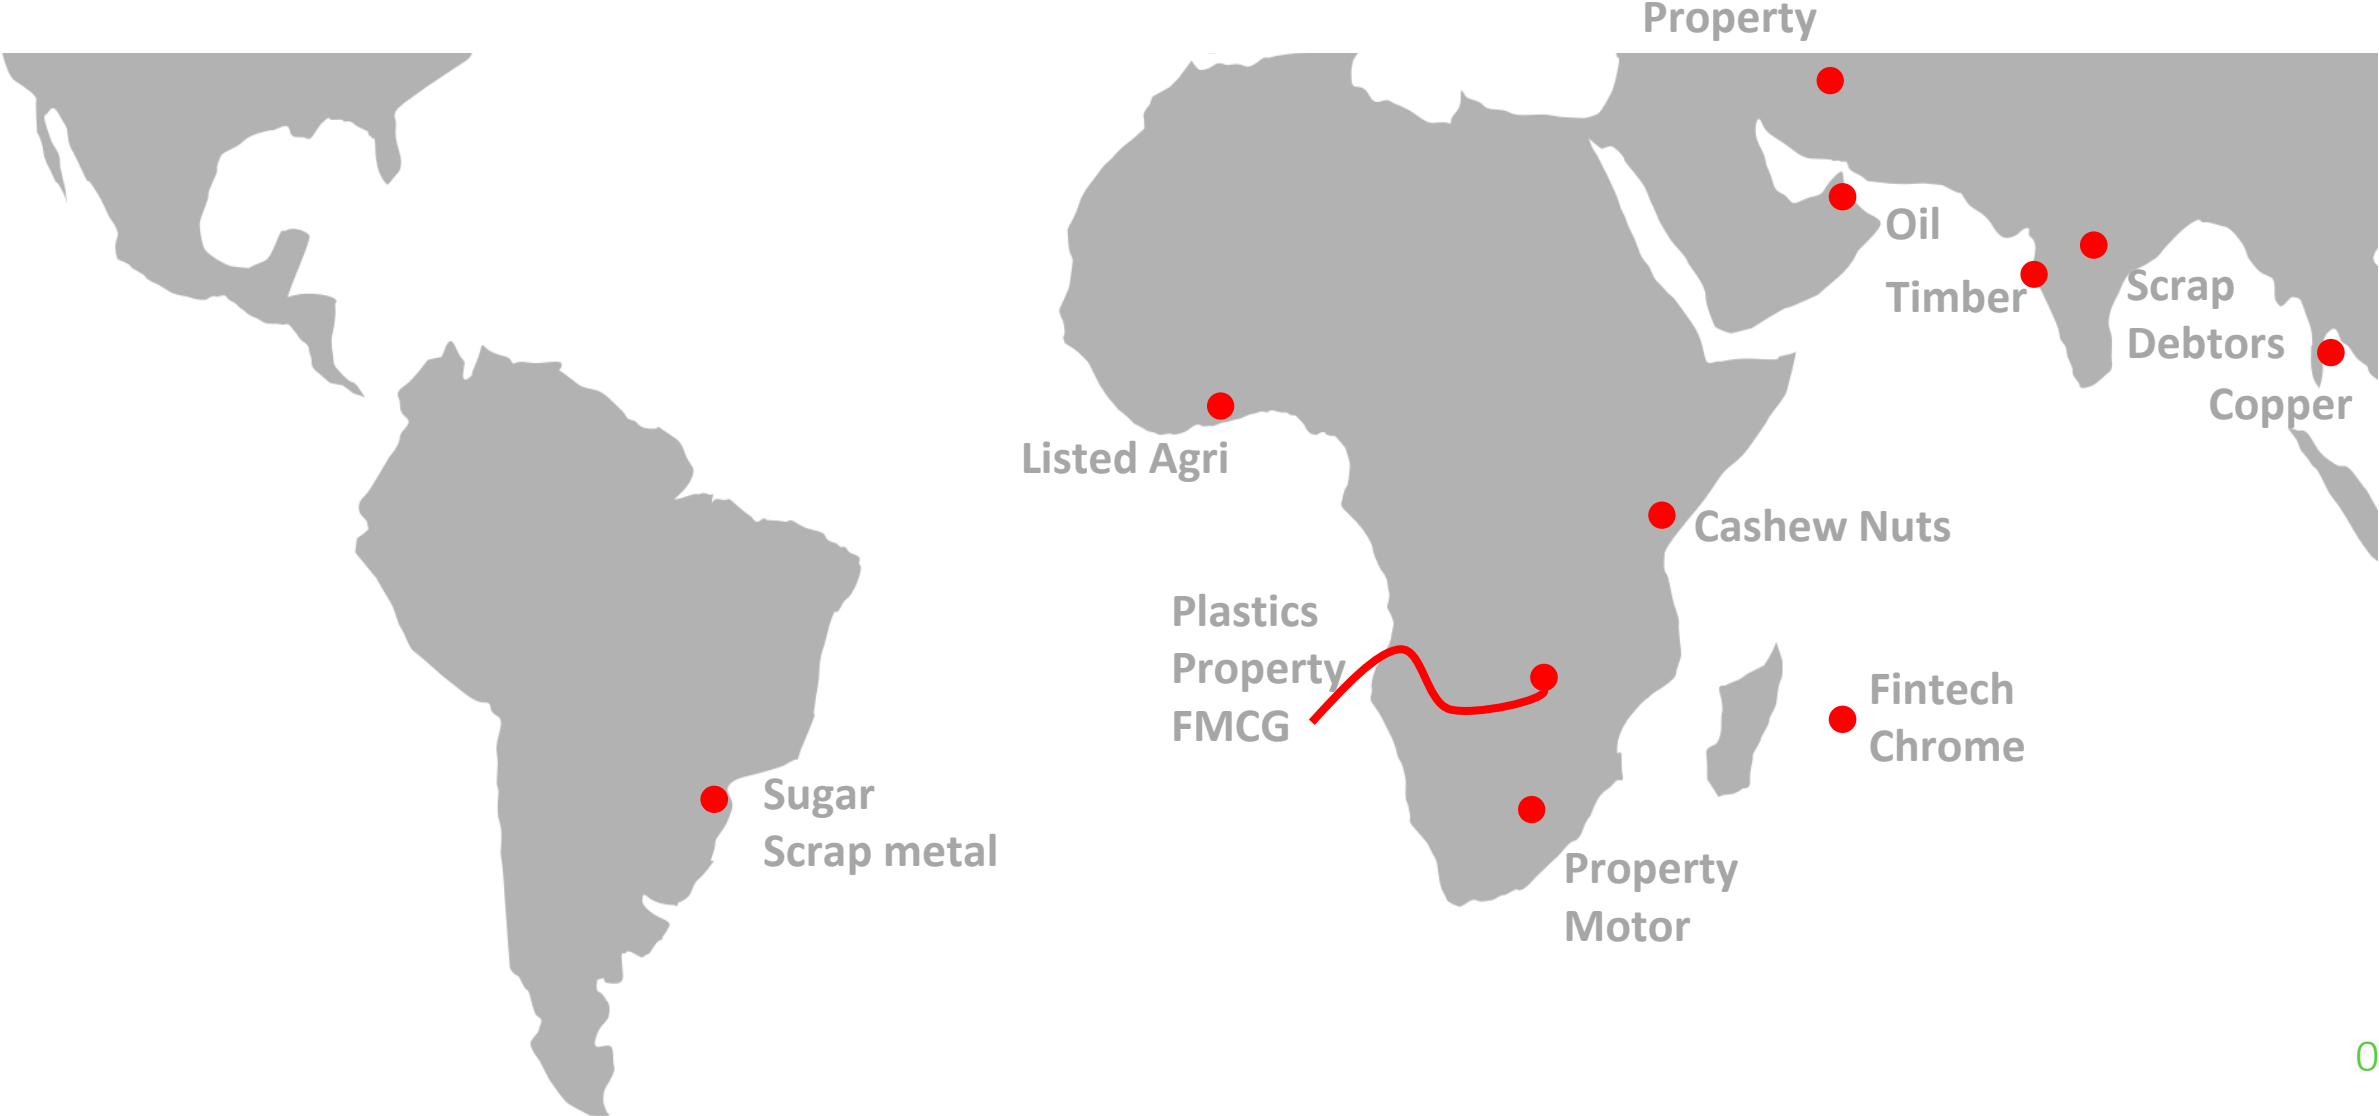 Property
Oil
Timber
Scrap
Debtors
Copper
Listed Agri
Cashew Nuts
Plastics
Property
FMCG
Fintech
Chrome
Sugar
Scrap metal
Property
Motor
0